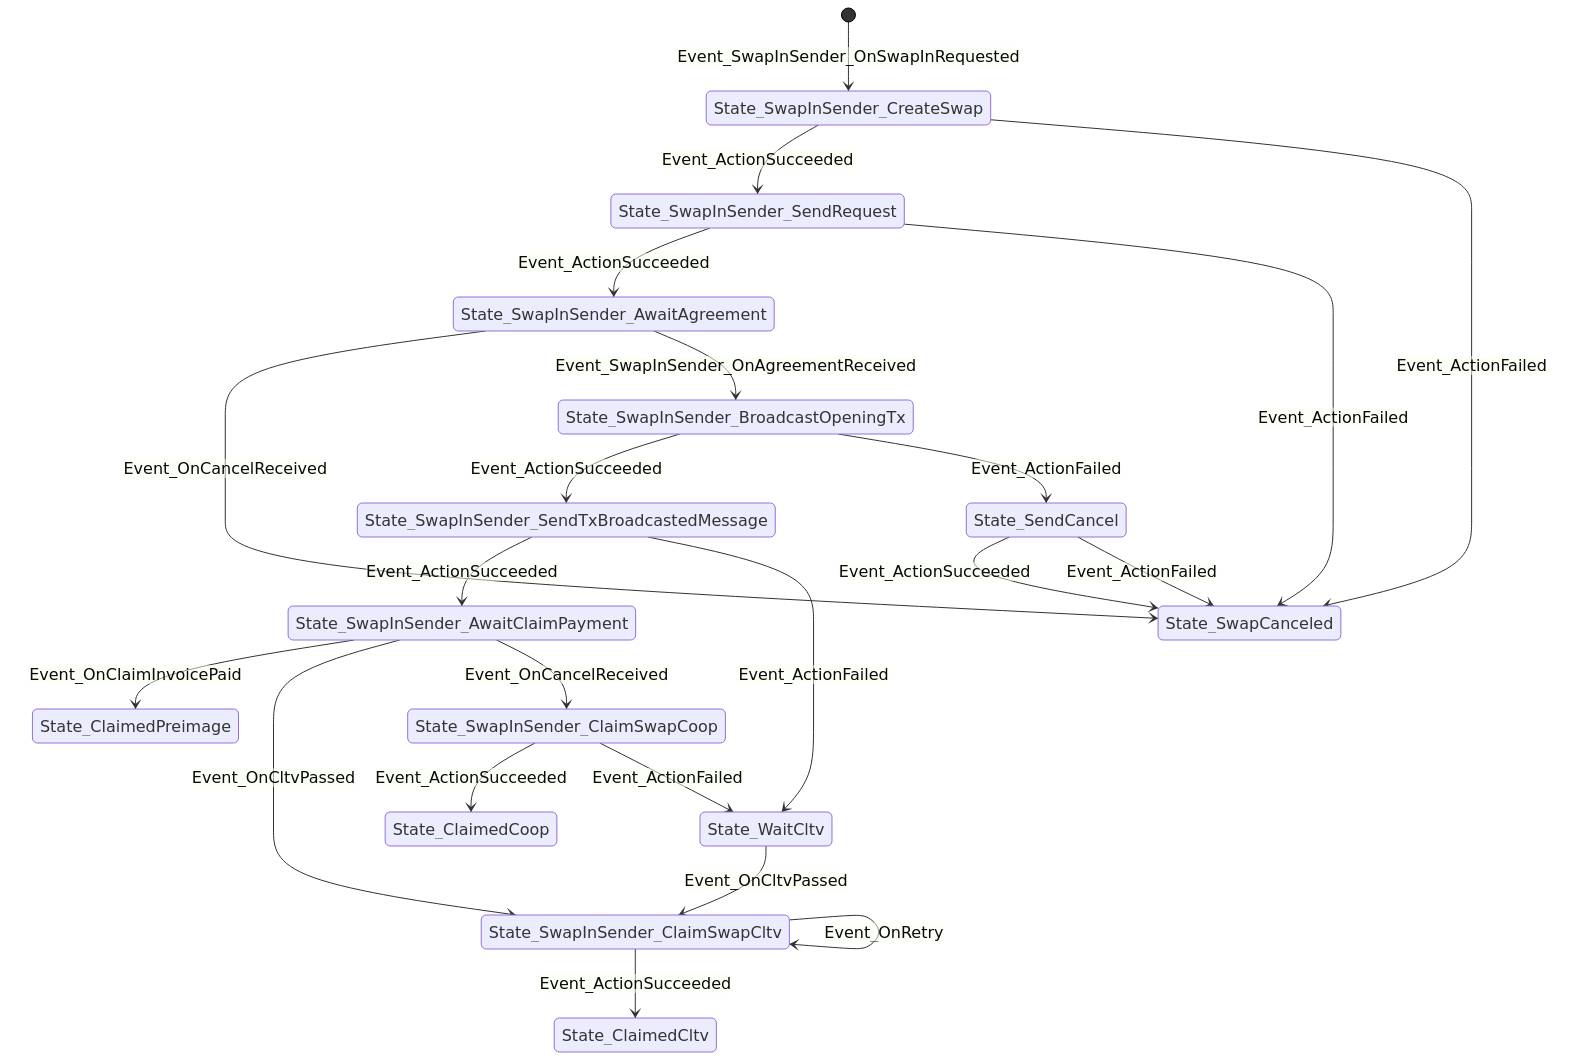 Event_SwapInSender_OnSwapInRequested
State_SwapInSender_CreateSwap
Event_ActionSucceeded
State_SwapInSender_SendRequest
Event_ActionSucceeded
State_SwapInSender_AwaitAgreement
Event_SwapInSender_OnAgreementReceived
Event_ActionFailed
State_SwapInSender_BroadcastOpeningTx
Event_ActionFailed
Event_OnCancelReceived
Event_ActionSucceeded
Event_ActionFailed
State_SwapInSender_SendTxBroadcastedMessage
State_SendCancel
Event_ActionSucceeded
Event_ActionSucceeded
Event_ActionFailed
State_SwapInSender_AwaitClaimPayment
State_SwapCanceled
Event_OnClaimInvoicePaid
Event_OnCancelReceived
Event_ActionFailed
State_ClaimedPreimage
State_SwapInSender_ClaimSwapCoop
Event_OnCltvPassed
Event_ActionSucceeded
Event_ActionFailed
State_ClaimedCoop
State_WaitCltv
Event_OnCltvPassed
State_SwapInSender_ClaimSwapCltv
Event_OnRetry
Event_ActionSucceeded
State_ClaimedCltv